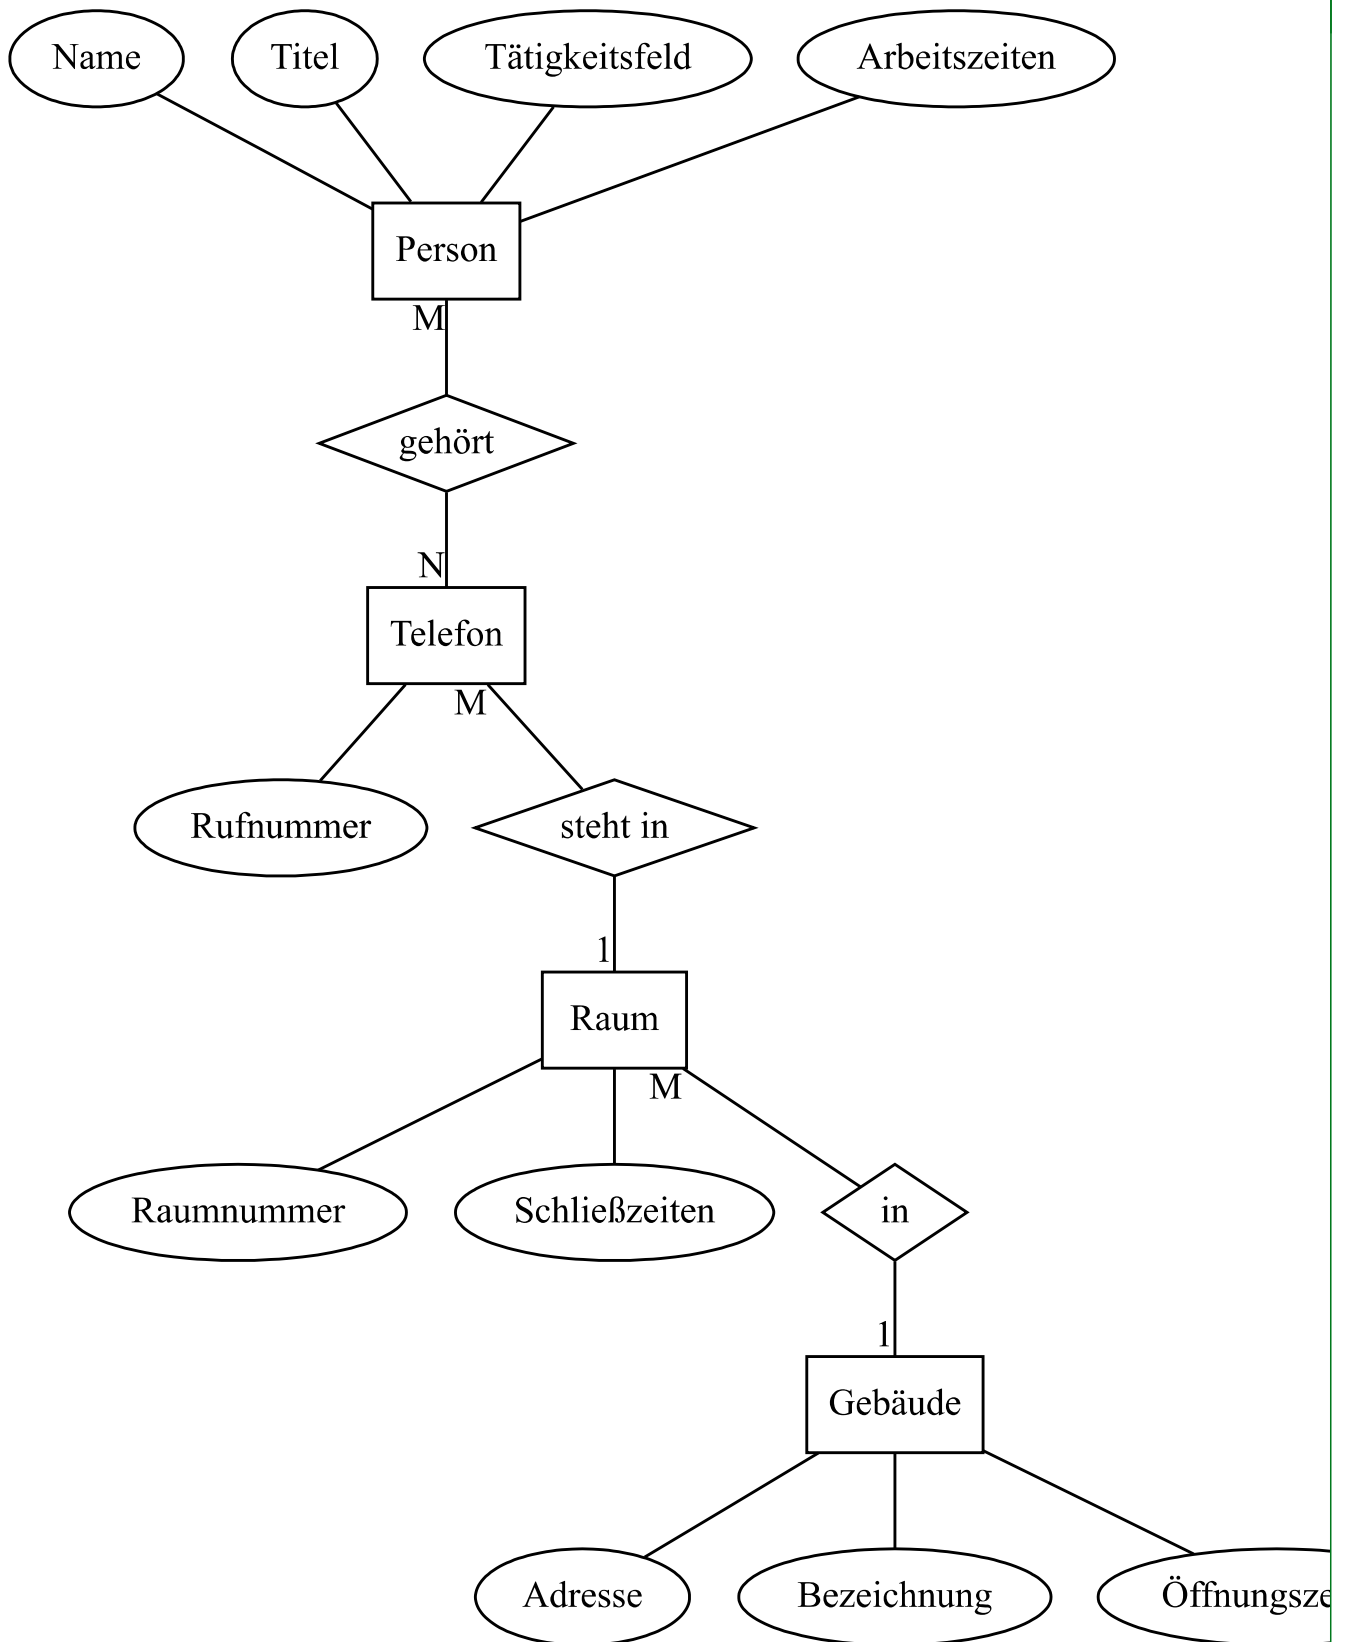 Name
Titel
Tätigkeitsfeld
Arbeitszeiten
Person
M
gehört
N
Telefon
M
Rufnummer
steht in
1
Raum
M
Raumnummer
Schließzeiten
in
1
Gebäude
Adresse
Bezeichnung
Öffnungsze